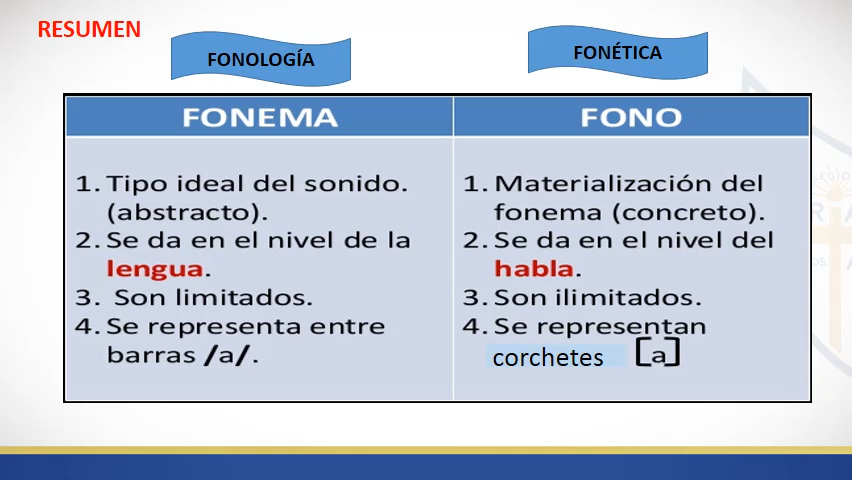 RESUMEN
FONOLOGÍA
FONÉTICA
FONEMA
FONO
1. Tipo ideal del sonido.
(abstracto).
2. Se da en el nivel de la
lengua.
3. Son limitados.
4. Se representa entre
barras /a/.
1. Materialización del
fonema (concreto).
2. Se da en el nivel del
habla.
3. Son ilimitados.
4. Se representan
corchetes [a]